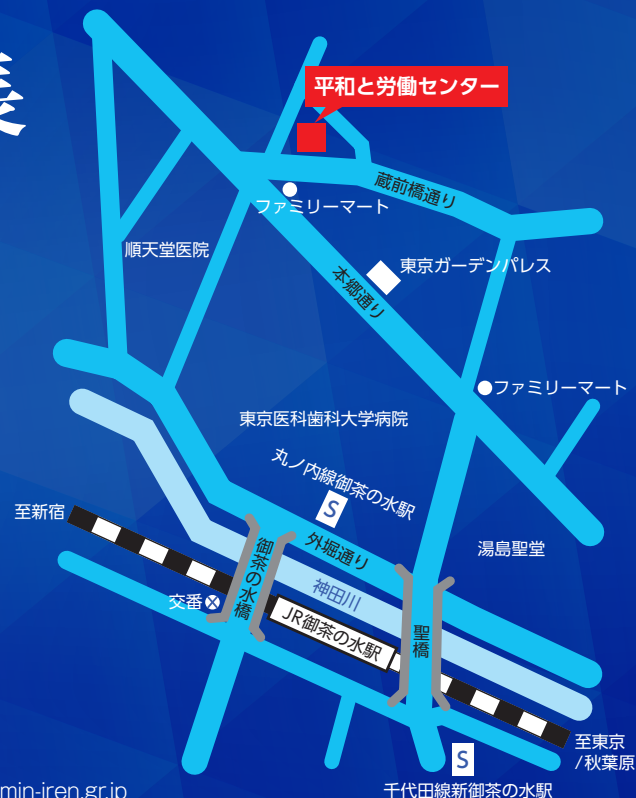 平和と労働センター
蔵前橋通り
ファミリーマート
順天堂医院
東京ガーデンパレス
本郷通り
ファミリーマート
東京医科歯科大学病院
丸ノ内線御茶の水駅
S
至新宿
外堀通り
湯島聖堂
御茶の水橋
神田川
交番
JR御茶の水駅
聖橋
至東京
/秋葉原
S
千代田線新御茶の水駅
min-iren.gr.jp